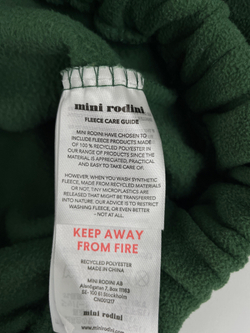 mini rodini
FLEECE CARE GUIDE
MINI RODINI HAVE CHOSEN TO
INCLUDE FLEECE PRODUCTS MADE
OF 100 % RECYCLED POLYESTER IN
OUR RANGE OF PRODUCTS SINCE THE
MATERIAL IS APPRECIATED, PRACTICAL
AND EASY TO TAKE CARE OF.
HOWEVER, WHEN YOU WASH SYNTHETIC
FLEECE, MADE FROM RECYCLED MATERIALS
OR NOT, TINY MICROPLASTICS ARE
RELEASED THAT MIGHT BE TRANSFERRED
INTO NATURE. OUR ADVICE IS TO RESTRICT
WASHING FLEECE, OR EVEN BETTER
- NOT AT ALL.
KEEP AWAY
FROM FIRE
RECYCLED POLYESTER
MADE IN CHINA
MINI RODINI AB
7, Box
Stockholm
CN001217
mini rodini